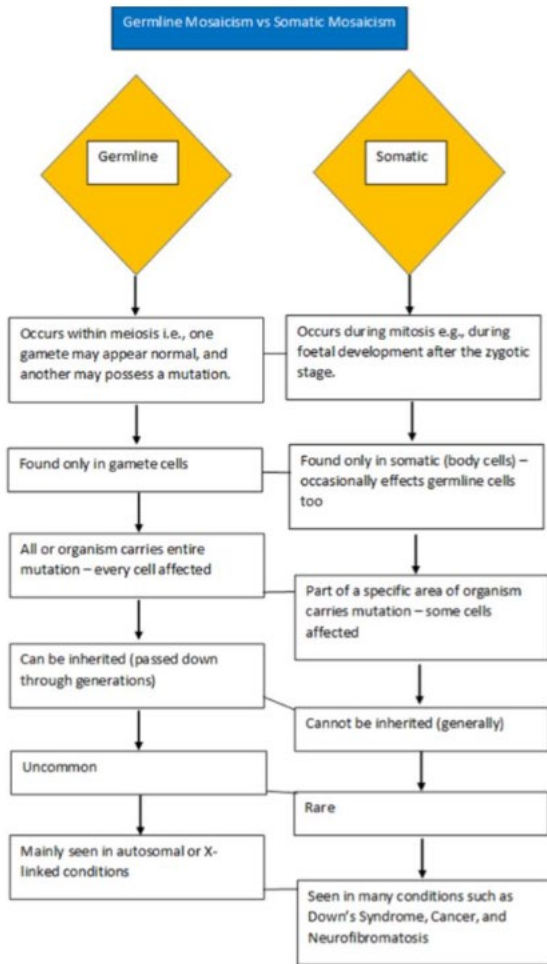 Germline Mosaicism vs Somatic Mosaicism
Germline
Somatic
Occurs within meiosis i.e., one
gamete may appear normal, and
another may possess a mutation.
Occurs during mitosis e.g., during
foetal development after the zygotic
stage.
Found only in gamete cells
Found only in somatic (body cells) –
occasionally effects germline cells
too
All or organism carries entire
mutation – every cell affected
Part of a specific area of organism
carries mutation – some cells
affected
Can be inherited (passed down
through generations)
Cannot be inherited (generally)
Uncommon
Rare
Mainly seen in autosomal or X-
linked conditions
Seen in many conditions such as
Down's Syndrome, Cancer, and
Neurofibromatosis